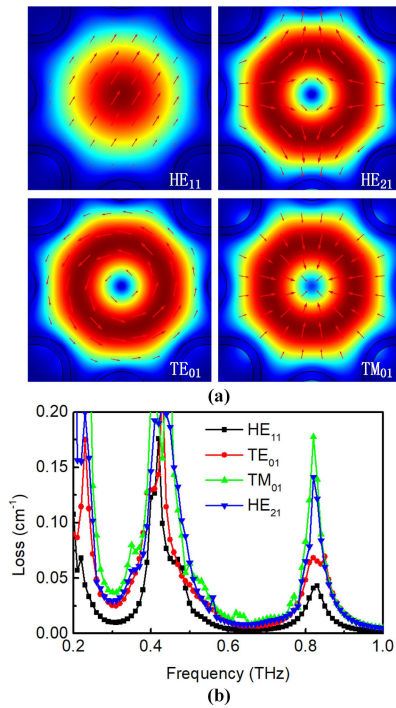 HE11
HE21
TE01
TM01
(a)
0.20
0.15
0.10
0.05
0.00
Loss (cm-1)
HE11
TE01
TM01
HE21
0.2 0.4 0.6 0.8 1.0
Frequency (THz)
(b)